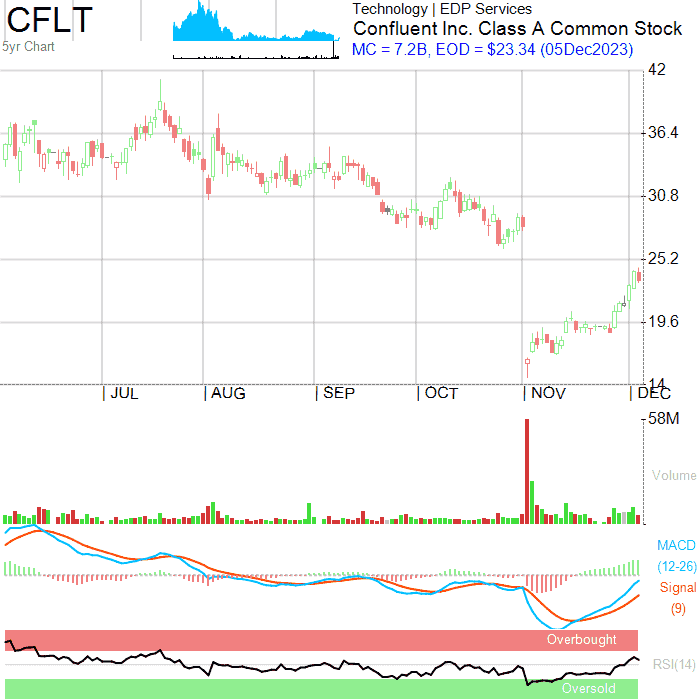 CFLT
5yr Chart
Technology | EDP Services
Confluent Inc. Class A Common Stock
MC = 7.2B, EOD = $23.34 (05Dec2023)
42
36.4
30.8
25.2
19.6
14
| JUL | AUG | SEP | OCT | NOV | DEC
58M
Volume
MACD
(12-26)
Signal
(9)
Overbought
RSI(14)
Oversold